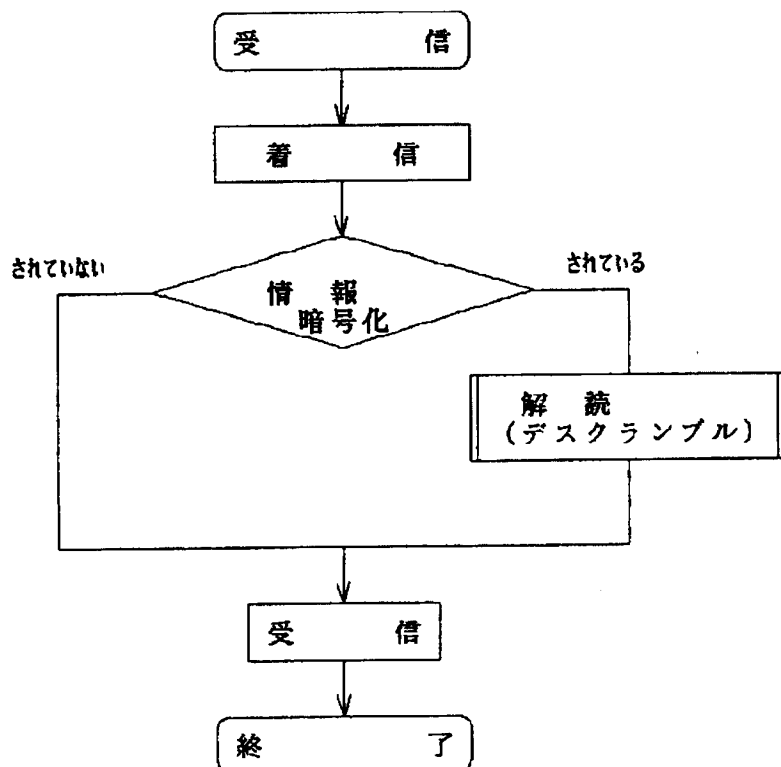 受信
着信
されていない
されている
情報
暗号化
解読
(デスクランブル)
受信
終了